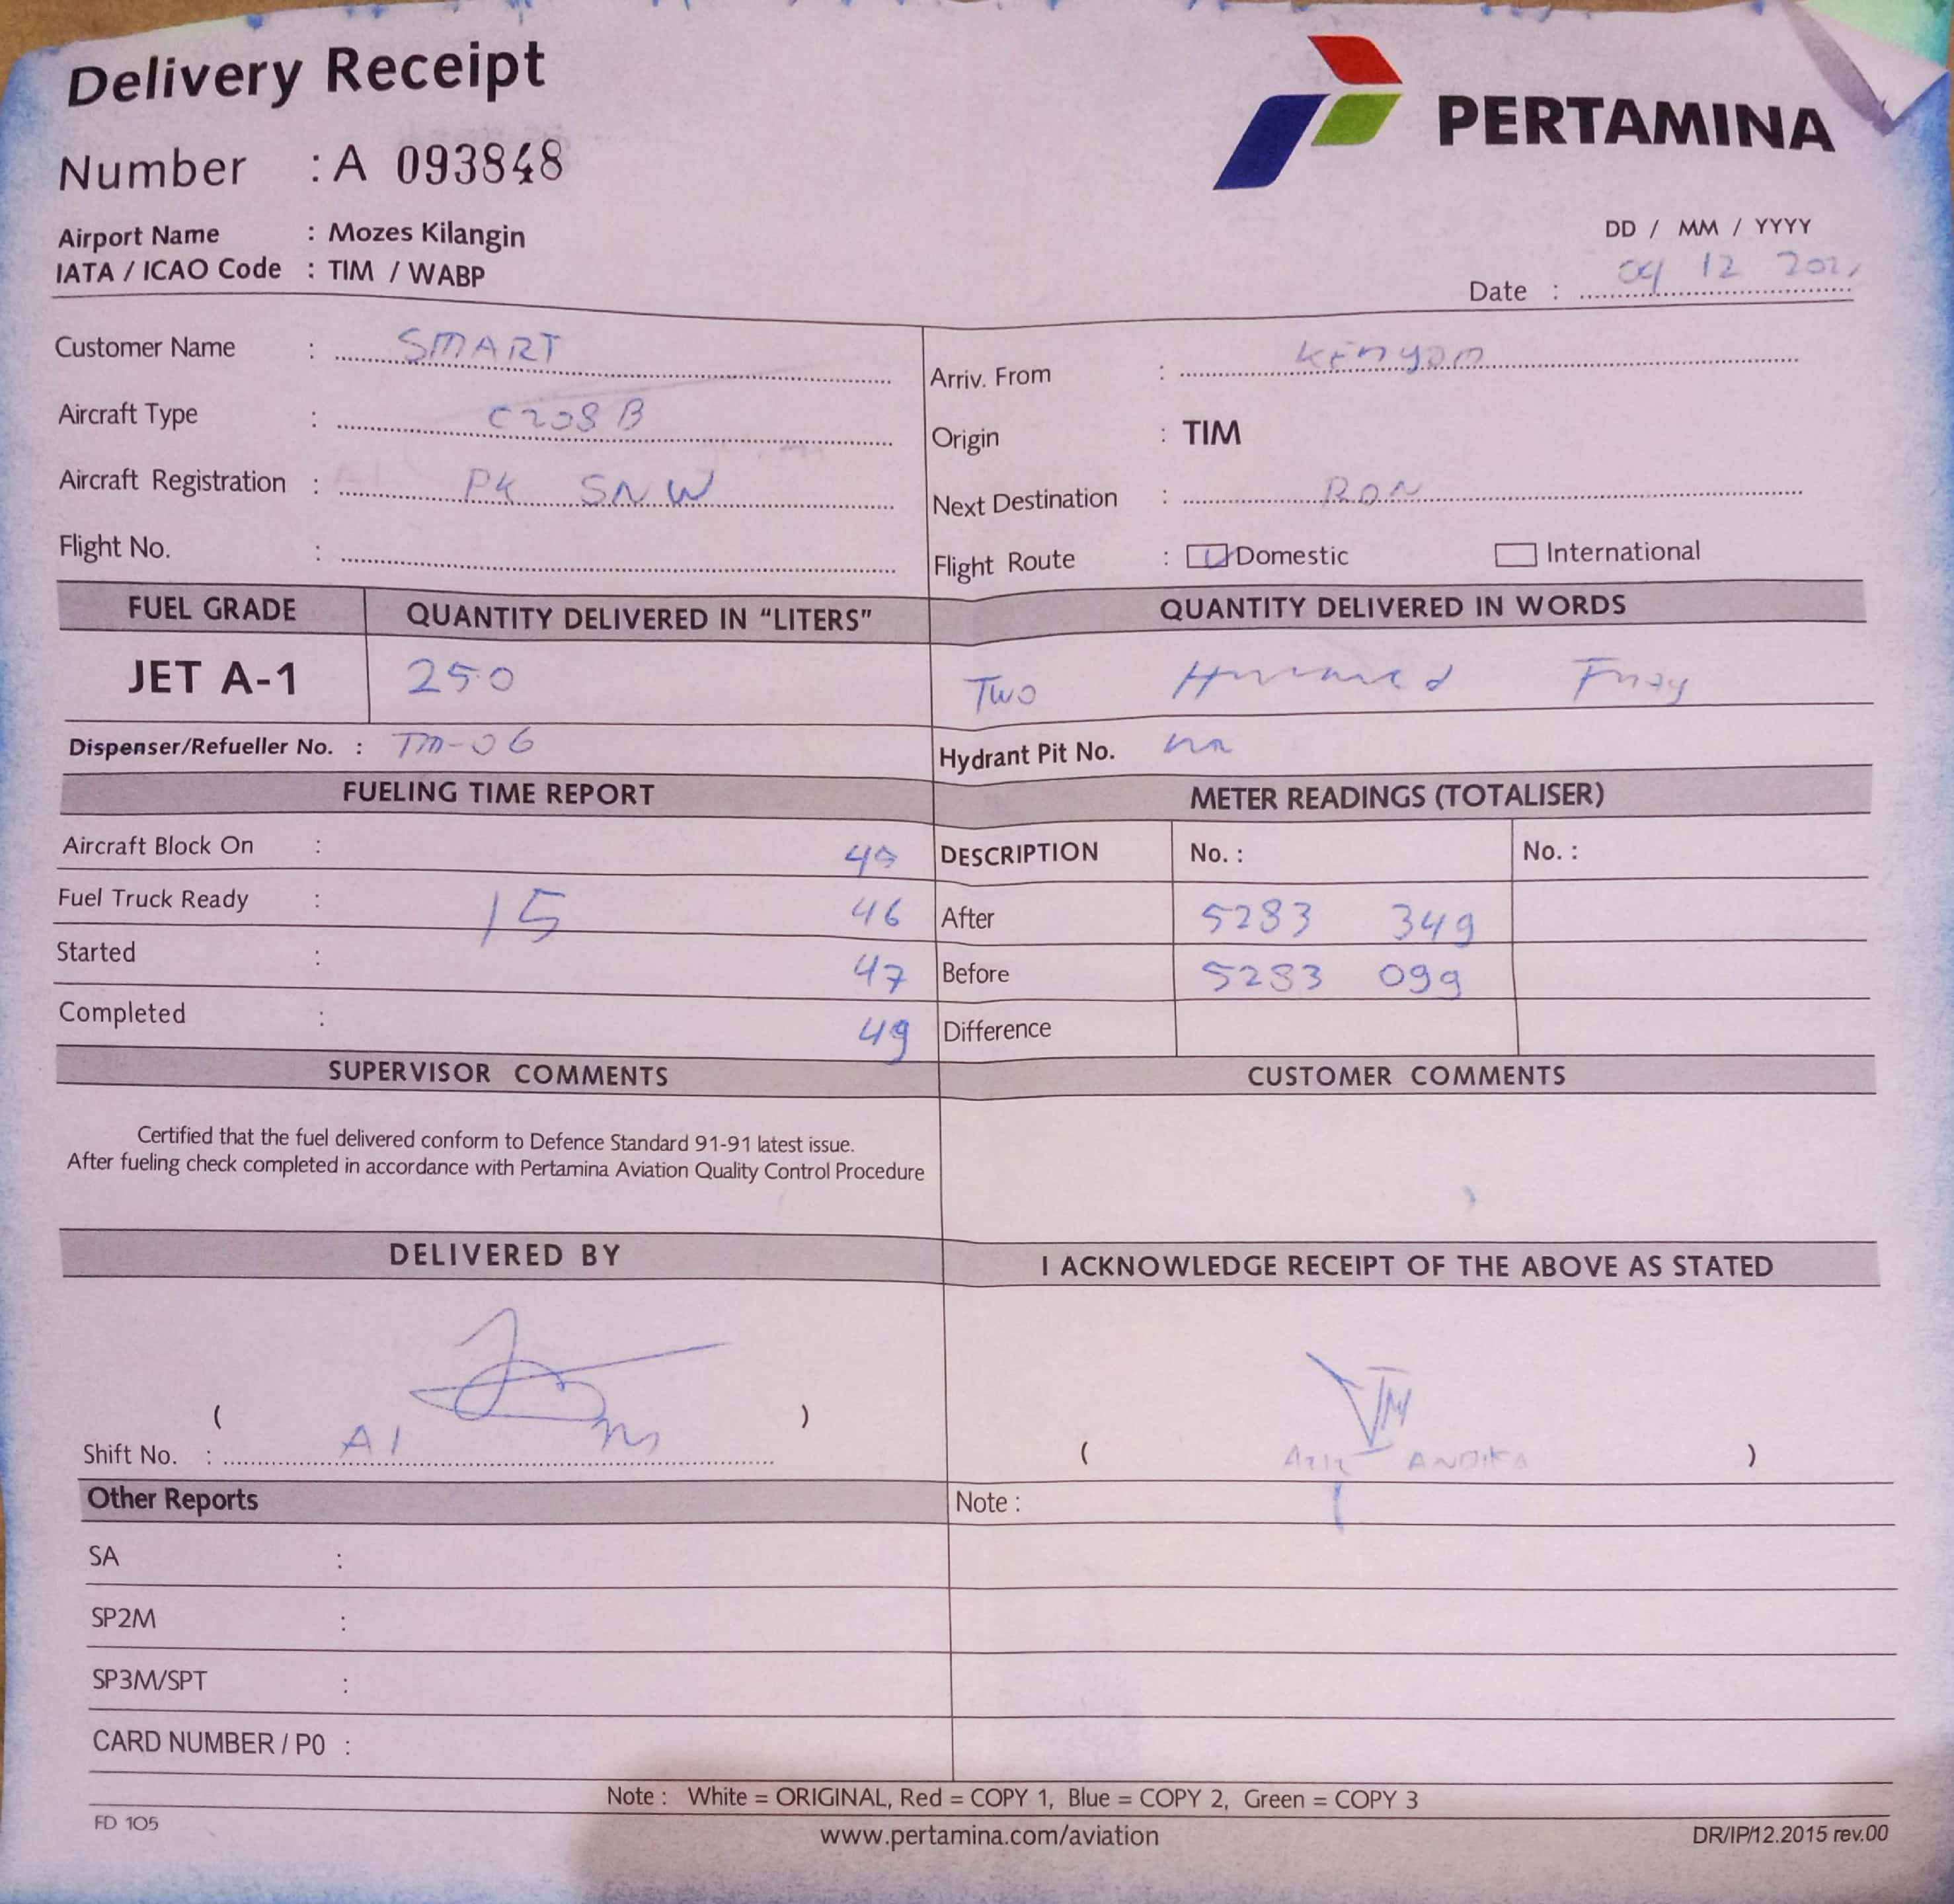 Delivery Receipt
PERTAMINA
Number : A 093848
Airport Name : Mozes Kilangin
IATA / ICAO Code : TIM / WABP
DD / MM / YYYY
Date : 12
Customer Name : SMART
Arriv. From : Kenyam
Aircraft Type : C208 B
Origin : TIM
Aircraft Registration : PK SNW
Next Destination : RON
Flight No. :
Flight Route : Domestic International
FUEL GRADE QUANTITY DELIVERED IN “LITERS” QUANTITY DELIVERED IN WORDS
JET A-1 250 Two
Dispenser/Refueller No. : TM-06 Hydrant Pit No.
FUELING TIME REPORT METER READINGS (TOTALISER)
Aircraft Block On : DESCRIPTION No. : No. :
Fuel Truck Ready : 15 46 After 5283 349
Started : 47 Before 5283 099
Completed : 49 Difference
SUPERVISOR COMMENTS CUSTOMER COMMENTS
Certified that the fuel delivered conform to Defence Standard 91-91 latest issue.
After fueling check completed in accordance with Pertamina Aviation Quality Control Procedure
DELIVERED BY I ACKNOWLEDGE RECEIPT OF THE ABOVE AS STATED
( )
Shift No. : A1
( ANDIKA )
Other Reports Note :
SA :
SP2M :
SP3M/SPT :
CARD NUMBER / P0 :
Note : White = ORIGINAL, Red = COPY 1, Blue = COPY 2, Green = COPY 3
FD 105
www.pertamina.com/aviation
DR/IP/12.2015 rev.00